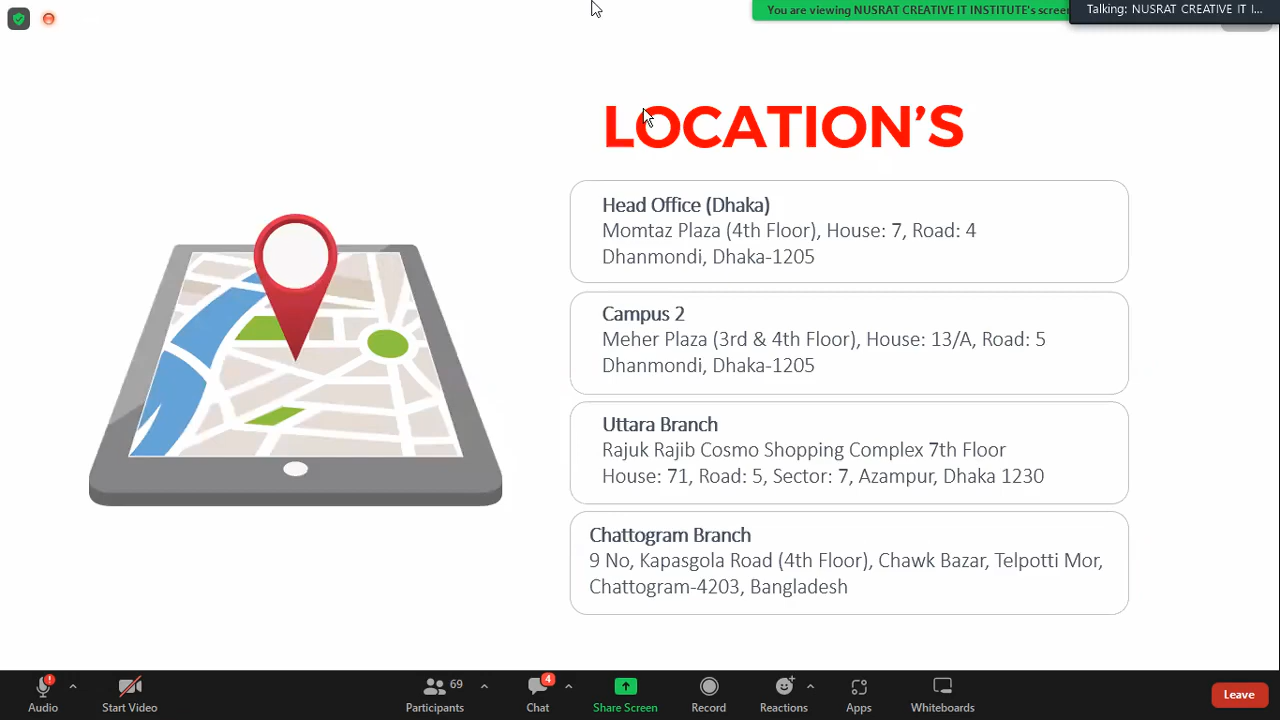 You are viewing NUSRAT CREATIVE IT INSTITUTE's screen
Talking: NUSRAT CREATIVE IT I...
LOCATION'S
Head Office (Dhaka)
Momtaz Plaza (4th Floor), House: 7, Road: 4
Dhanmondi, Dhaka-1205
Campus 2
Meher Plaza (3rd & 4th Floor), House: 13/A, Road: 5
Dhanmondi, Dhaka-1205
Uttara Branch
Rajuk Rajib Cosmo Shopping Complex 7th Floor
House: 71, Road: 5, Sector: 7, Azampur, Dhaka 1230
Chattogram Branch
9 No, Kapasgola Road (4th Floor), Chawk Bazar, Telpotti Mor,
Chattogram-4203, Bangladesh
69
4
Audio
Start Video
Participants
Chat
Share Screen
Record
Reactions
Apps
Whiteboards
Leave